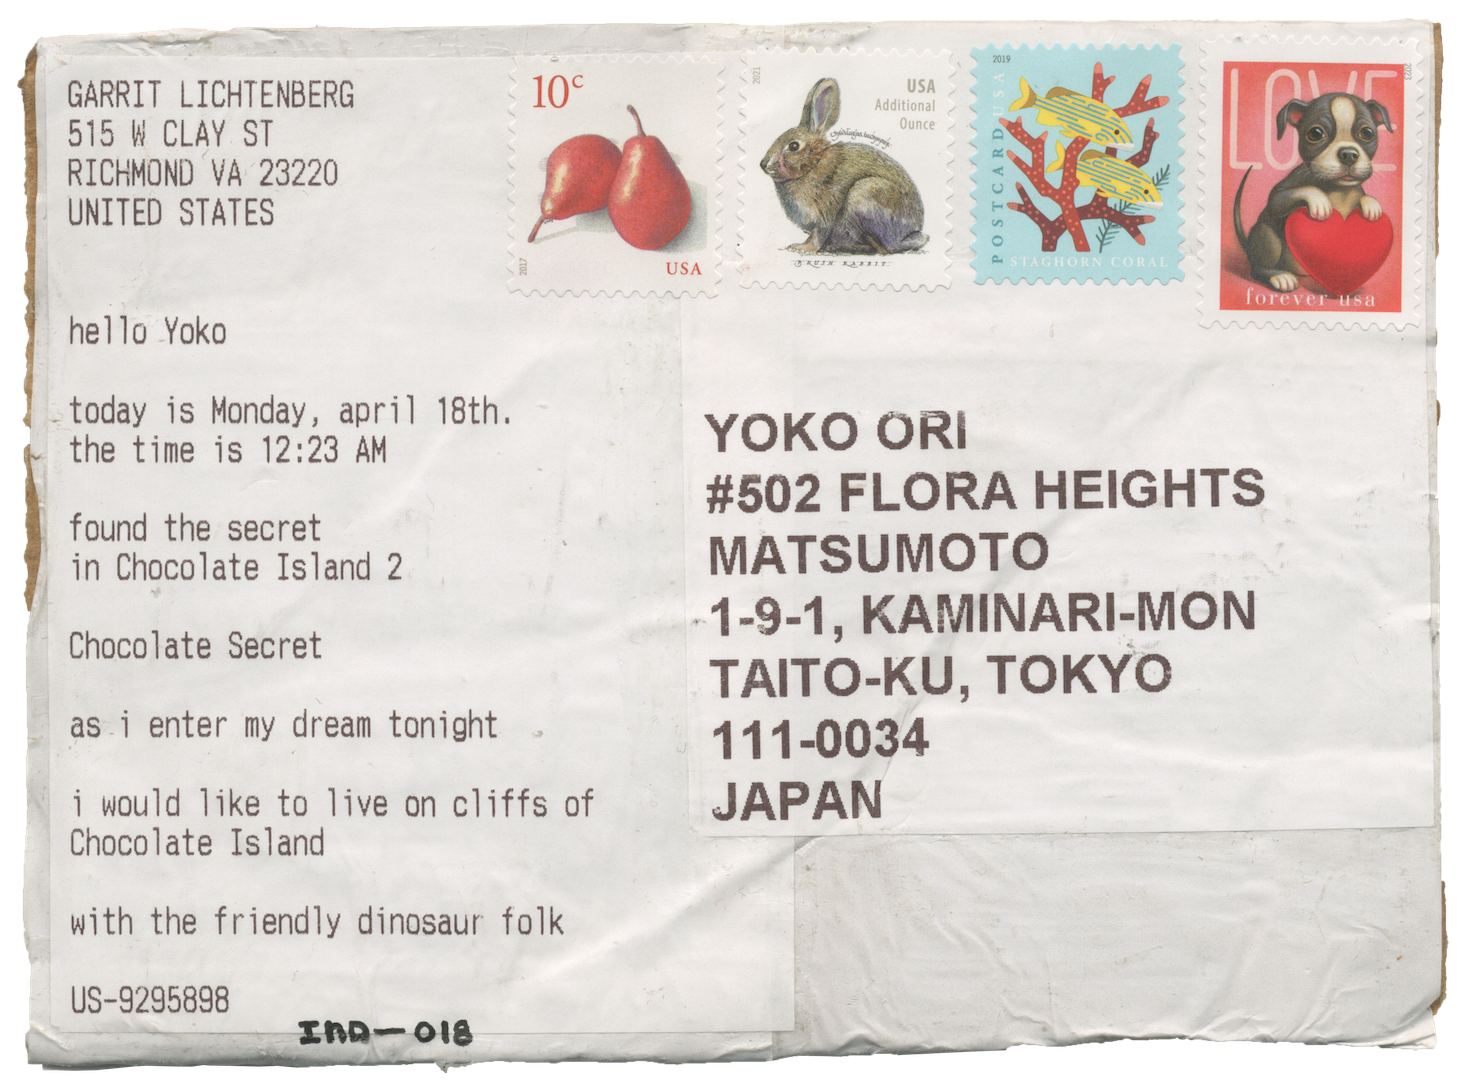 GARRIT LICHTENBERG
515 W CLAY ST
RICHMOND VA 23220
UNITED STATES
hello Yoko
today is Monday, april 18th.
the time is 12:23 AM
found the secret
in Chocolate Island 2
Chocolate Secret
as i enter my dream tonight
i would like to live on cliffs of
Chocolate Island
with the friendly dinosaur folk
US-9295898
IND-018
10c
2017
USA
2021
USA
Additional
Ounce
BRUSH RABBIT
2019
POSTCARD USA
STAGHORN CORAL
2023
LOVE
forever usa
YOKO ORI
#502 FLORA HEIGHTS
MATSUMOTO
1-9-1, KAMINARI-MON
TAITO-KU, TOKYO
111-0034
JAPAN